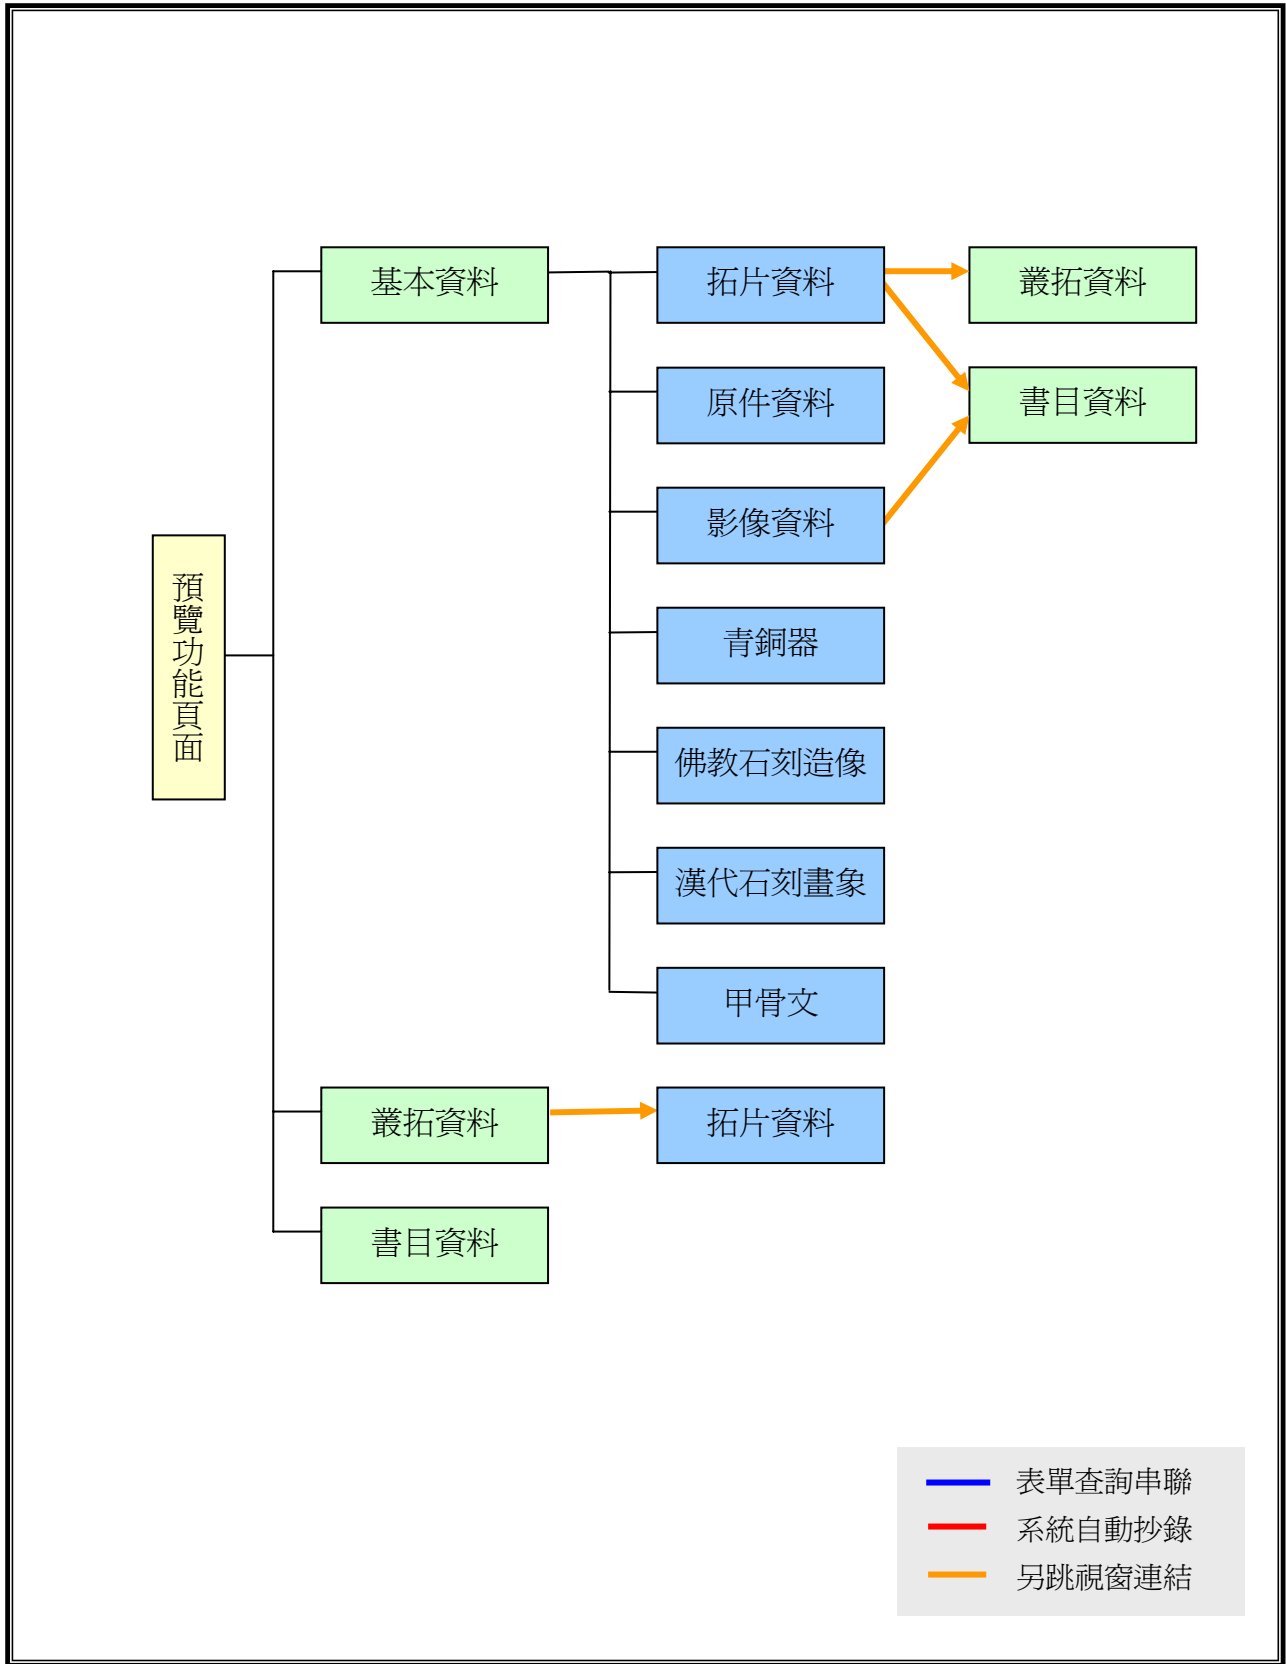 基本資料
拓片資料
叢拓資料
原件資料
書目資料
影像資料
預覽功能頁面
青銅器
佛教石刻造像
漢代石刻畫象
甲骨文
叢拓資料
拓片資料
書目資料
表單查詢串聯
系統自動抄錄
另跳視窗連結